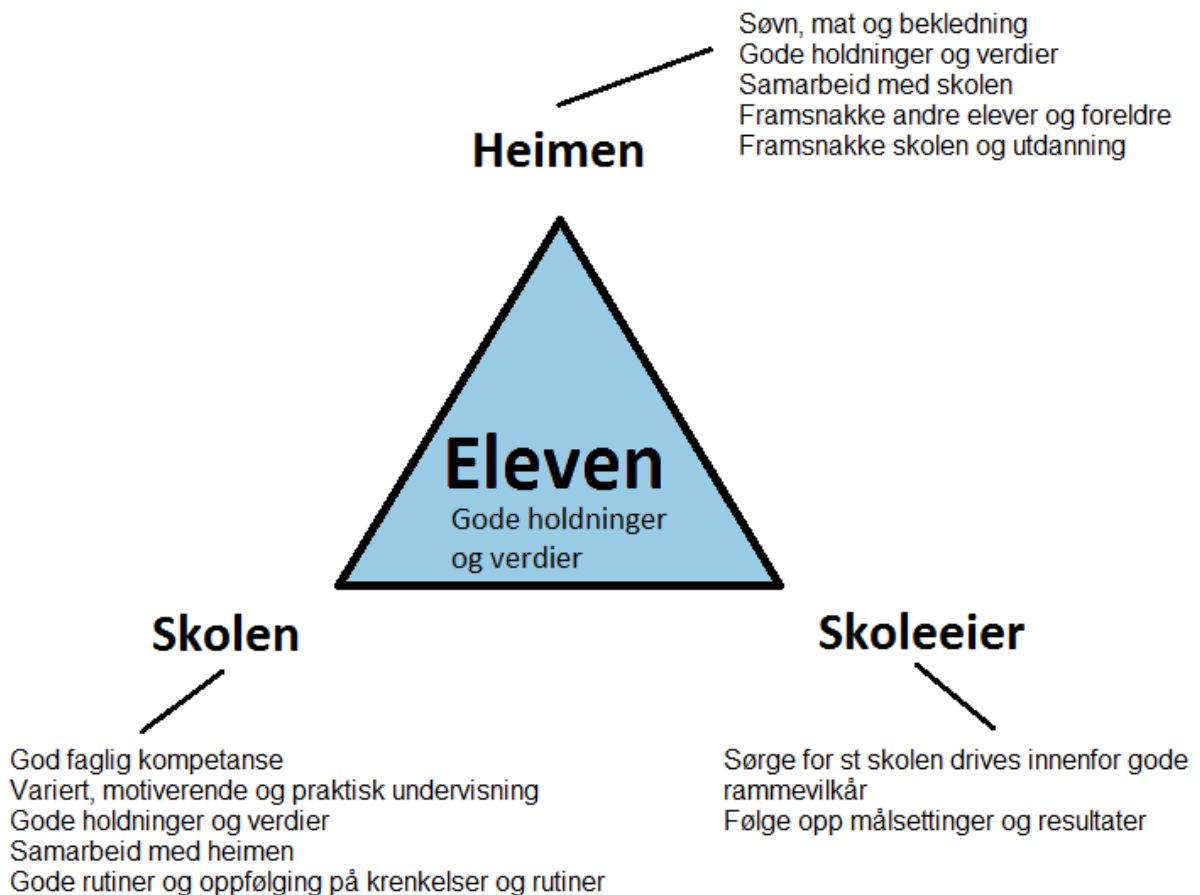 Søvn, mat og bekledning
Gode holdninger og verdier
Samarbeid med skolen
Framsnakke andre elever og foreldre
Framsnakke skolen og utdanning
Heimen
Eleven
Gode holdninger
og verdier
Skolen
Skoleeier
God faglig kompetanse
Variert, motiverende og praktisk undervisning
Gode holdninger og verdier
Samarbeid med heimen
Gode rutiner og oppfølging på krenkelser og rutiner
Sørge for st skolen drives innenfor gode
rammevilkår
Følge opp målsettinger og resultater